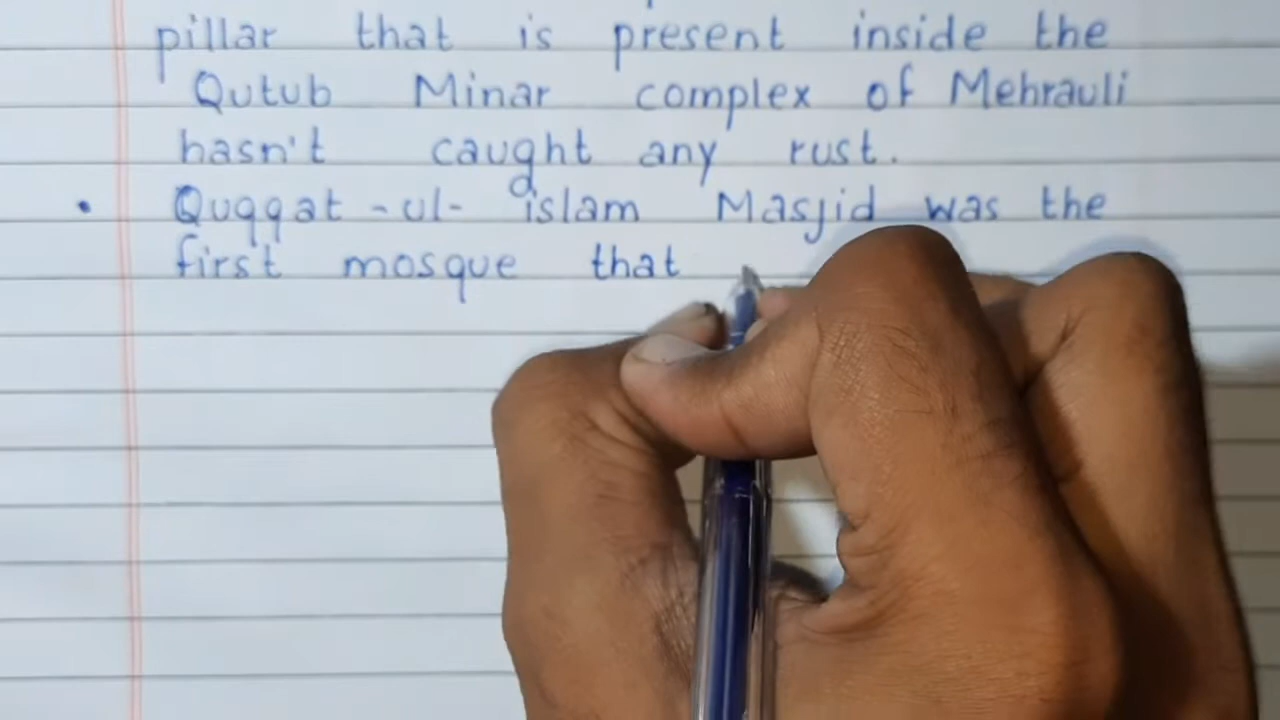 pillar that is present inside the
Qutub Minar complex of Mehrauli
hasn't caught any rust.
• Quqqat -ul- islam Masjid was the
first mosque that